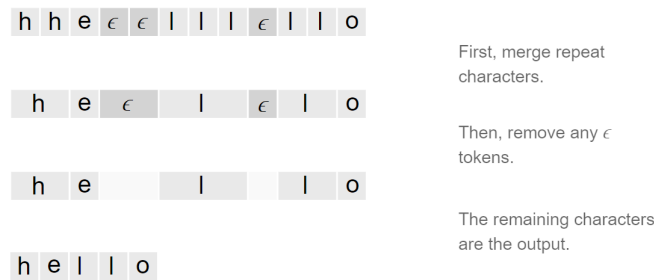 h h e ϵ ϵ l l l ϵ l l o
First, merge repeat
characters.
h e ϵ l ϵ l o
Then, remove any ϵ
tokens.
h e l l o
The remaining characters
are the output.
h e l l o